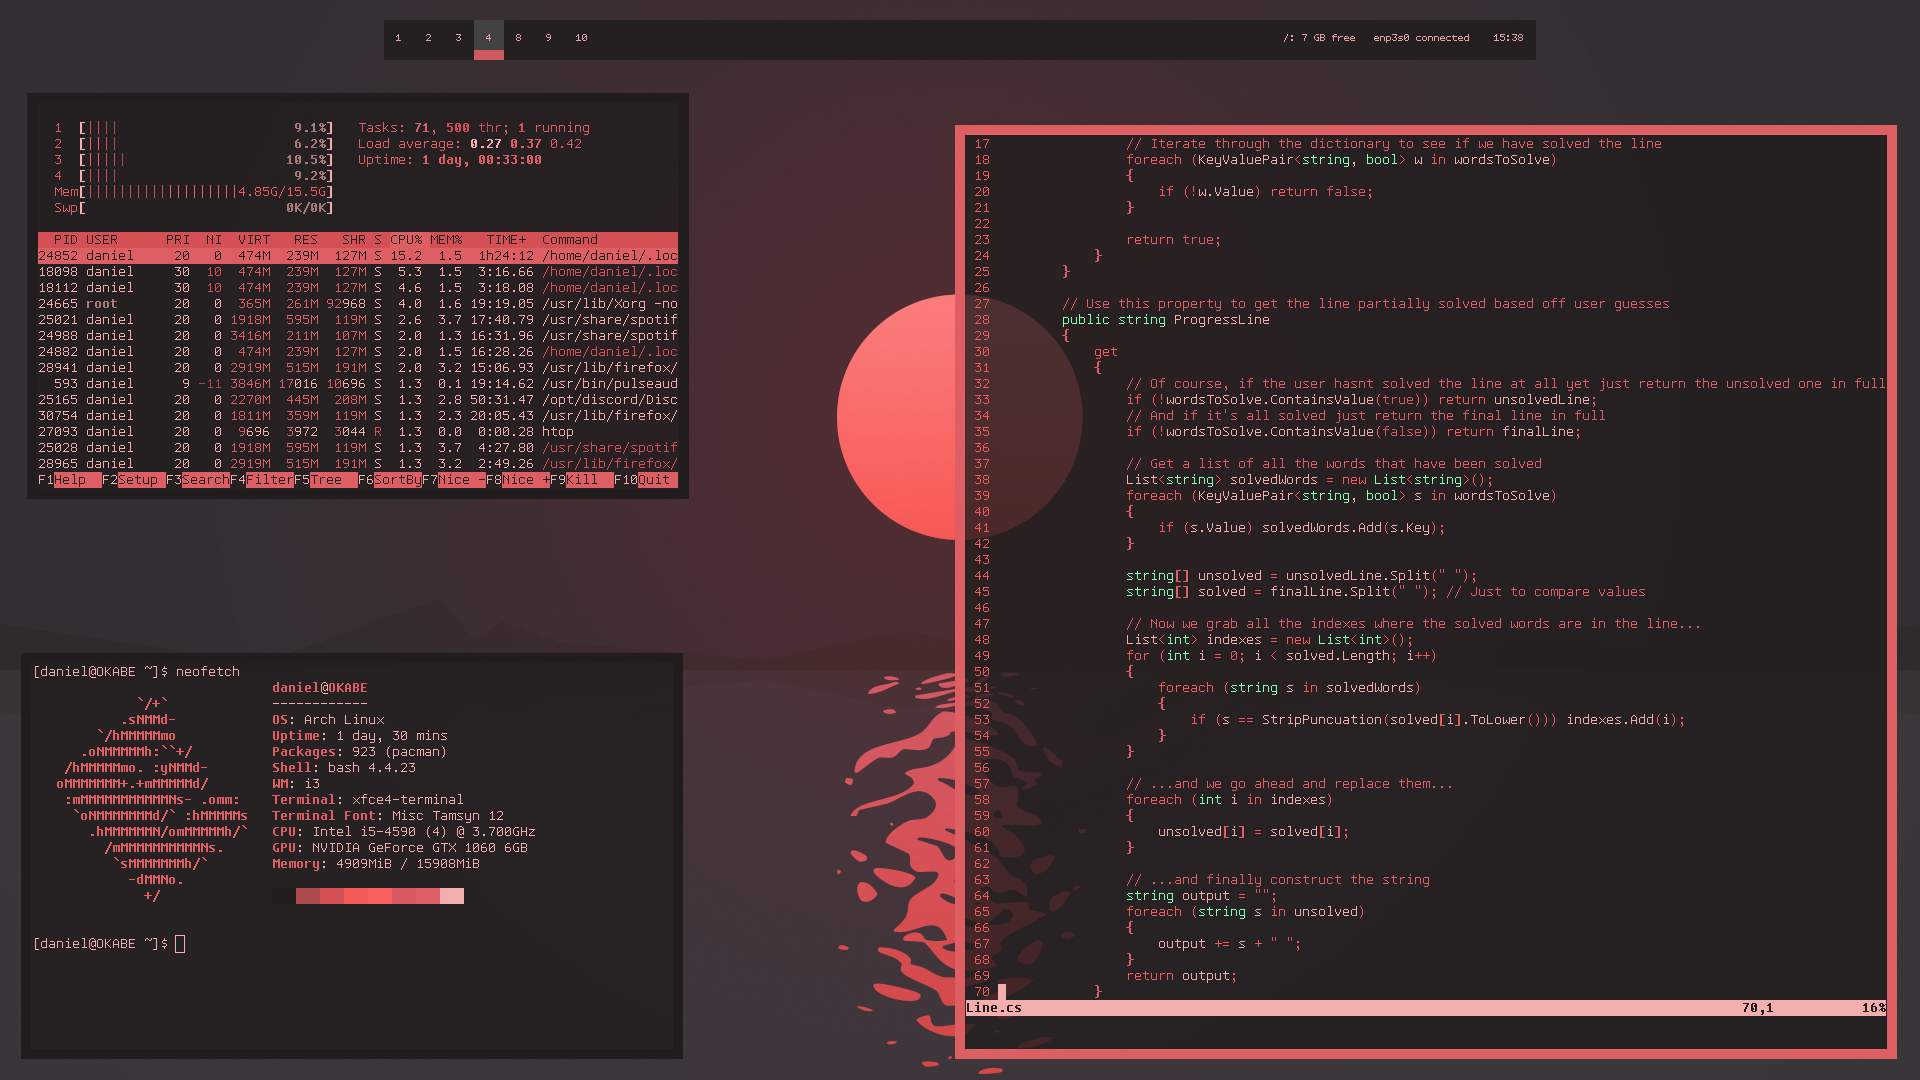 1 2 3 4 8 9 10 /: 7 GB free enp3s0 connected 15:38
1 [|||| 9.1%] Tasks: 71, 500 thr; 1 running
2 [|||| 6.2%] Load average: 0.27 0.37 0.42
3 [||||| 10.5%] Uptime: 1 day, 00:33:00
4 [|||| 9.2%]
Mem[|||||||||||||||||||4.85G/15.5G]
Swp[ 0K/0K]
PID USER PRI NI VIRT RES SHR S CPU% MEM% TIME+ Command
24852 daniel 20 0 474M 239M 127M S 15.2 1.5 1h24:12 /home/daniel/.loc
18098 daniel 30 10 474M 239M 127M S 5.3 1.5 3:16.66 /home/daniel/.loc
18112 daniel 30 10 474M 239M 127M S 4.6 1.5 3:18.08 /home/daniel/.loc
24665 root 20 0 365M 261M 92968 S 4.0 1.6 19:19.05 /usr/lib/Xorg -no
25021 daniel 20 0 1918M 595M 119M S 2.6 3.7 17:40.79 /usr/share/spotif
24988 daniel 20 0 3416M 211M 107M S 2.0 1.3 16:31.96 /usr/share/spotif
24882 daniel 20 0 474M 239M 127M S 2.0 1.5 16:28.26 /home/daniel/.loc
28941 daniel 20 0 2919M 515M 191M S 2.0 3.2 15:06.93 /usr/lib/firefox/
593 daniel 9 -11 3846M 17016 10696 S 1.3 0.1 19:14.62 /usr/bin/pulseaud
25165 daniel 20 0 2270M 445M 208M S 1.3 2.8 50:31.47 /opt/discord/Disc
30754 daniel 20 0 1811M 359M 119M S 1.3 2.3 20:05.43 /usr/lib/firefox/
27093 daniel 20 0 9696 3972 3044 R 1.3 0.0 0:00.28 htop
25028 daniel 20 0 1918M 595M 119M S 1.3 3.7 4:27.80 /usr/share/spotif
28965 daniel 20 0 2919M 515M 191M S 1.3 3.2 2:49.26 /usr/lib/firefox/
F1Help F2Setup F3SearchF4FilterF5Tree F6SortByF7Nice -F8Nice +F9Kill F10Quit
[daniel@OKABE ~]$ neofetch
daniel@OKABE
`/+` ------------
.sNMMd- OS: Arch Linux
`/hMMMMMmo Uptime: 1 day, 30 mins
.oNMMMMMh:``+/ Packages: 923 (pacman)
/hMMMMMmo. :yNMMd- Shell: bash 4.4.23
oMMMMMMM+.+mMMMMMd/ WM: i3
:mMMMMMMMMMMMNs- .omm: Terminal: xfce4-terminal
`oNMMMMMMMd/` :hMMMMMs Terminal Font: Misc Tamsyn 12
.hMMMMMMN/omMMMMMh/` CPU: Intel i5-4590 (4) @ 3.700GHz
/mMMMMMMMMMMNs. GPU: NVIDIA GeForce GTX 1060 6GB
`sMMMMMMMh/` Memory: 4909MiB / 15908MiB
-dMMNo.
+/
[daniel@OKABE ~]$
17 // Iterate through the dictionary to see if we have solved the line
18 foreach (KeyValuePair<string, bool> w in wordsToSolve)
19 {
20 if (!w.Value) return false;
21 }
22
23 return true;
24 }
25 }
26
27 // Use this property to get the line partially solved based off user guesses
28 public string ProgressLine
29 {
30 get
31 {
32 // Of course, if the user hasnt solved the line at all yet just return the unsolved one in full
33 if (!wordsToSolve.ContainsValue(true)) return unsolvedLine;
34 // And if it's all solved just return the final line in full
35 if (!wordsToSolve.ContainsValue(false)) return finalLine;
36
37 // Get a list of all the words that have been solved
38 List<string> solvedWords = new List<string>();
39 foreach (KeyValuePair<string, bool> s in wordsToSolve)
40 {
41 if (s.Value) solvedWords.Add(s.Key);
42 }
43
44 string[] unsolved = unsolvedLine.Split(" ");
45 string[] solved = finalLine.Split(" "); // Just to compare values
46
47 // Now we grab all the indexes where the solved words are in the line...
48 List<int> indexes = new List<int>();
49 for (int i = 0; i < solved.Length; i++)
50 {
51 foreach (string s in solvedWords)
52 {
53 if (s == StripPuncuation(solved[i].ToLower())) indexes.Add(i);
54 }
55 }
56
57 // ...and we go ahead and replace them...
58 foreach (int i in indexes)
59 {
60 unsolved[i] = solved[i];
61 }
62
63 // ...and finally construct the string
64 string output = "";
65 foreach (string s in unsolved)
66 {
67 output += s + " ";
68 }
69 return output;
70 }
Line.cs 70,1 16%